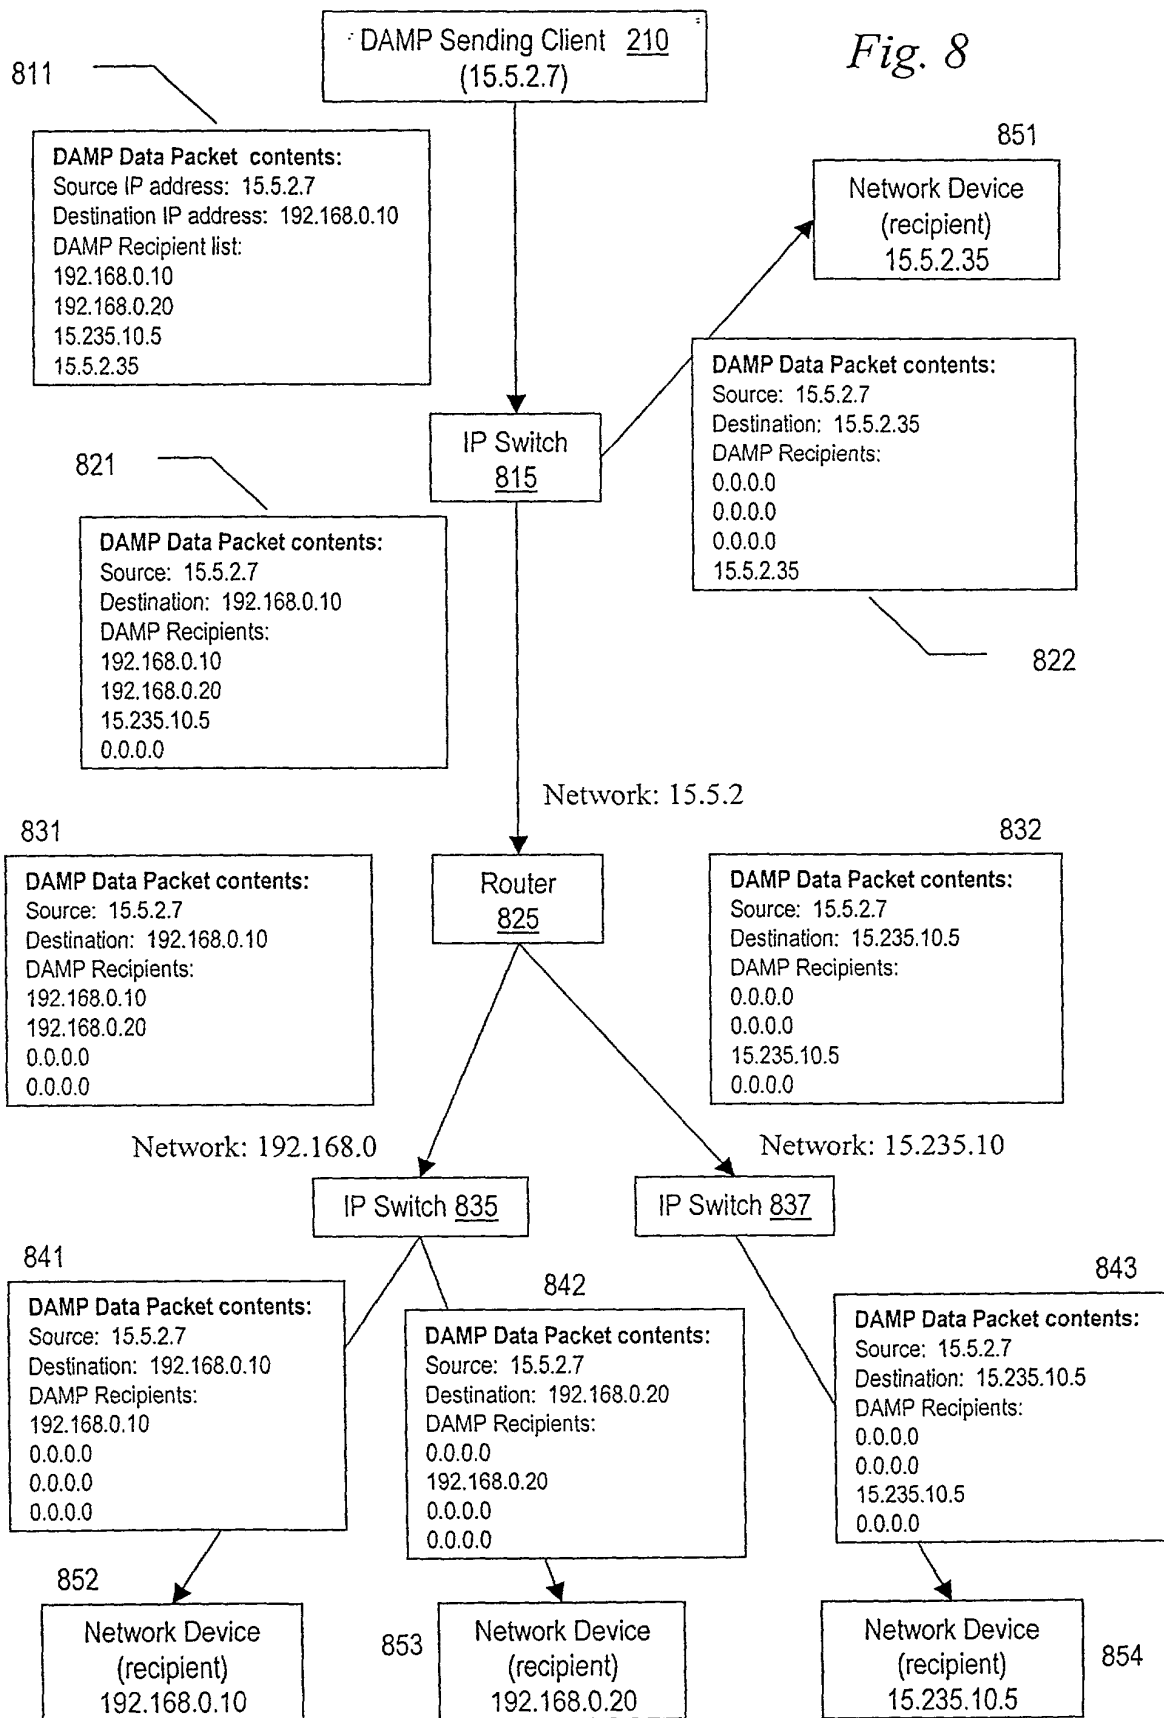 DAMP Sending Client 210
(15.5.2.7)
Fig. 8
811
DAMP Data Packet contents:
Source IP address: 15.5.2.7
Destination IP address: 192.168.0.10
DAMP Recipient list:
192.168.0.10
192.168.0.20
15.235.10.5
15.5.2.35
851
Network Device
(recipient)
15.5.2.35
IP Switch
815
DAMP Data Packet contents:
Source: 15.5.2.7
Destination: 15.5.2.35
DAMP Recipients:
0.0.0.0
0.0.0.0
0.0.0.0
15.5.2.35
822
821
DAMP Data Packet contents:
Source: 15.5.2.7
Destination: 192.168.0.10
DAMP Recipients:
192.168.0.10
192.168.0.20
15.235.10.5
0.0.0.0
Network: 15.5.2
831
DAMP Data Packet contents:
Source: 15.5.2.7
Destination: 192.168.0.10
DAMP Recipients:
192.168.0.10
192.168.0.20
0.0.0.0
0.0.0.0
Router
825
832
DAMP Data Packet contents:
Source: 15.5.2.7
Destination: 15.235.10.5
DAMP Recipients:
0.0.0.0
0.0.0.0
15.235.10.5
0.0.0.0
Network: 192.168.0
Network: 15.235.10
IP Switch 835
IP Switch 837
841
DAMP Data Packet contents:
Source: 15.5.2.7
Destination: 192.168.0.10
DAMP Recipients:
192.168.0.10
0.0.0.0
0.0.0.0
0.0.0.0
842
DAMP Data Packet contents:
Source: 15.5.2.7
Destination: 192.168.0.20
DAMP Recipients:
0.0.0.0
192.168.0.20
0.0.0.0
0.0.0.0
843
DAMP Data Packet contents:
Source: 15.5.2.7
Destination: 15.235.10.5
DAMP Recipients:
0.0.0.0
0.0.0.0
15.235.10.5
0.0.0.0
852
Network Device
(recipient)
192.168.0.10
853
Network Device
(recipient)
192.168.0.20
Network Device
(recipient)
15.235.10.5
854